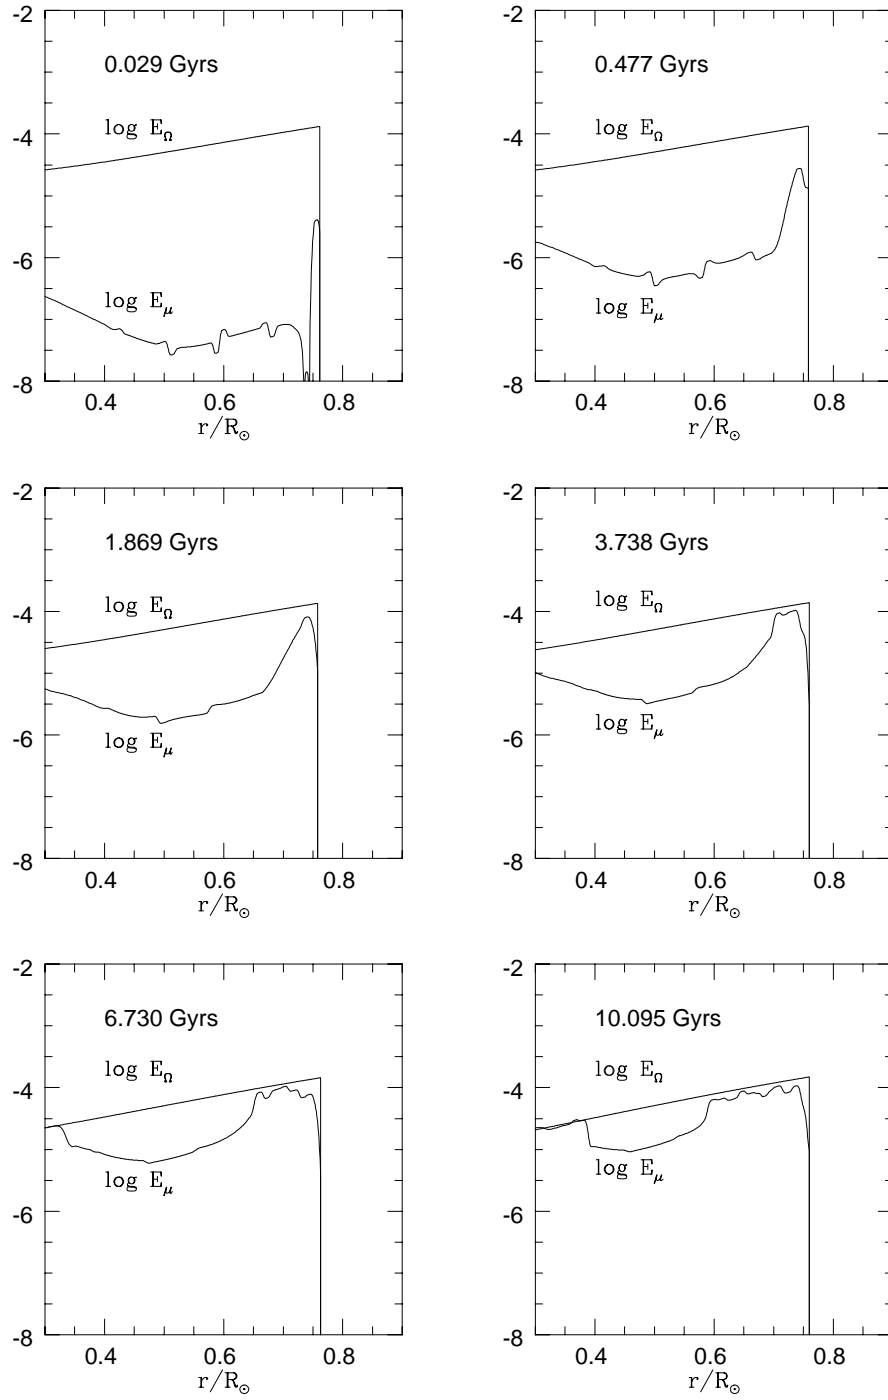 -2
-4
-6
-8
0.029 Gyrs
log E_Ω
log E_μ
0.4 0.6 0.8
r/R_⊙
-2
-4
-6
-8
0.477 Gyrs
log E_Ω
log E_μ
0.4 0.6 0.8
r/R_⊙
-2
-4
-6
-8
1.869 Gyrs
log E_Ω
log E_μ
0.4 0.6 0.8
r/R_⊙
-2
-4
-6
-8
3.738 Gyrs
log E_Ω
log E_μ
0.4 0.6 0.8
r/R_⊙
-2
-4
-6
-8
6.730 Gyrs
log E_Ω
log E_μ
0.4 0.6 0.8
r/R_⊙
-2
-4
-6
-8
10.095 Gyrs
log E_Ω
log E_μ
0.4 0.6 0.8
r/R_⊙